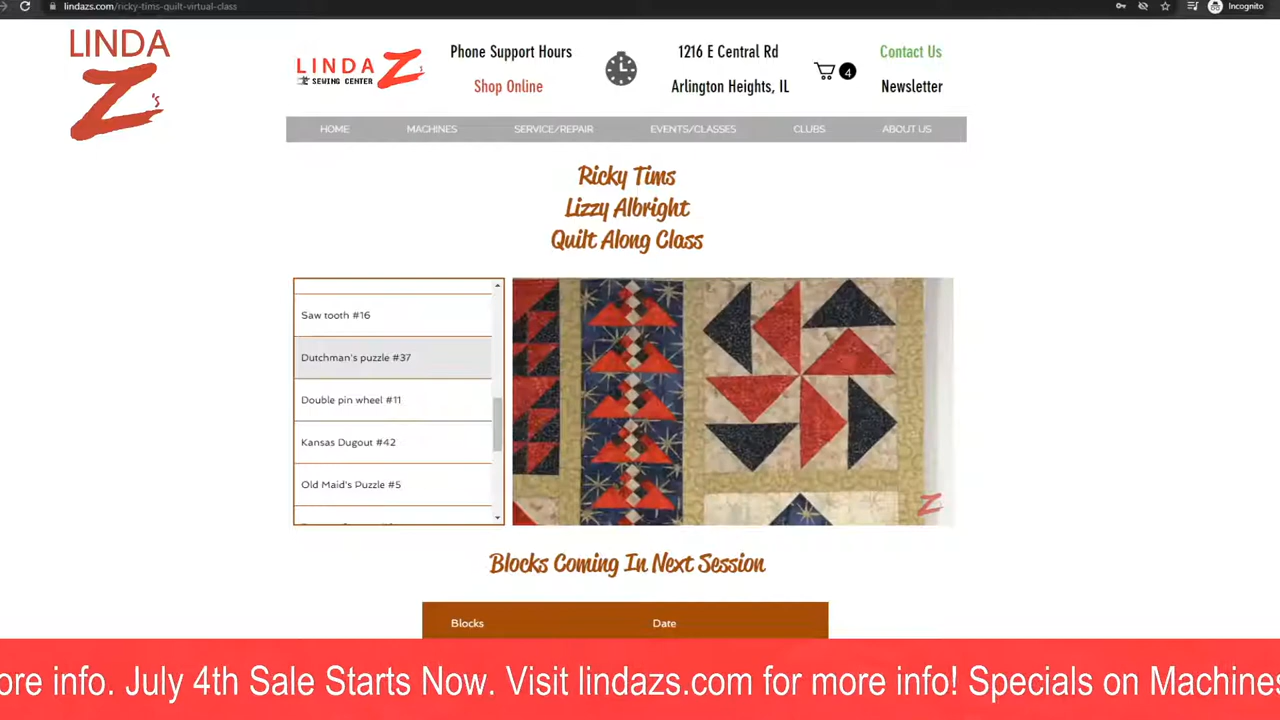 lindazs.com/ricky-tims-quilt-virtual-class
Incognito
LINDA
Z's
LINDA Z's
SEWING CENTER
Phone Support Hours
Shop Online
1216 E Central Rd
Arlington Heights, IL
4
Contact Us
Newsletter
HOME MACHINES SERVICE/REPAIR EVENTS/CLASSES CLUBS ABOUT US
Ricky Tims
Lizzy Albright
Quilt Along Class
Saw tooth #16
Dutchman's puzzle #37
Double pin wheel #11
Kansas Dugout #42
Old Maid's Puzzle #5
Z
Blocks Coming In Next Session
Blocks Date
ore info. July 4th Sale Starts Now. Visit lindazs.com for more info! Specials on Machines